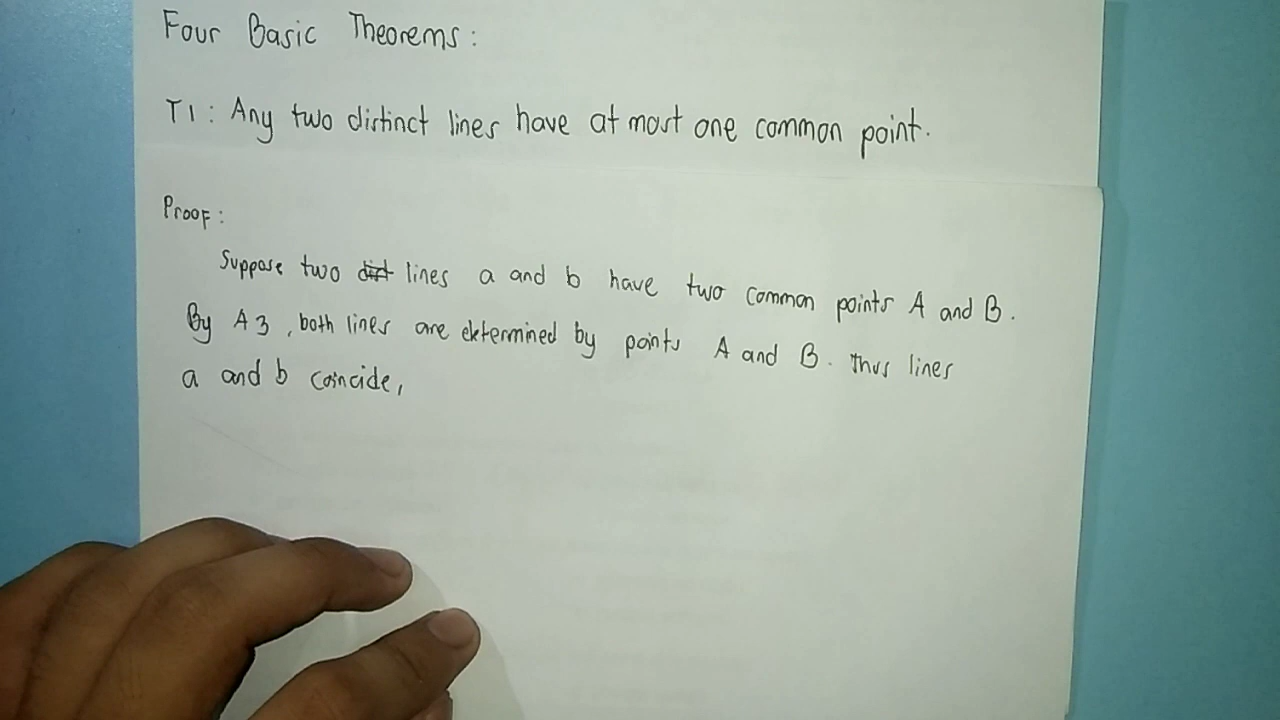 Four Basic Theorems:
T1: Any two distinct lines have at most one common point.
Proof:
Suppose two lines a and b have two common points A and B.
By A3, both lines are determined by points A and B. Thus lines
a and b coincide,